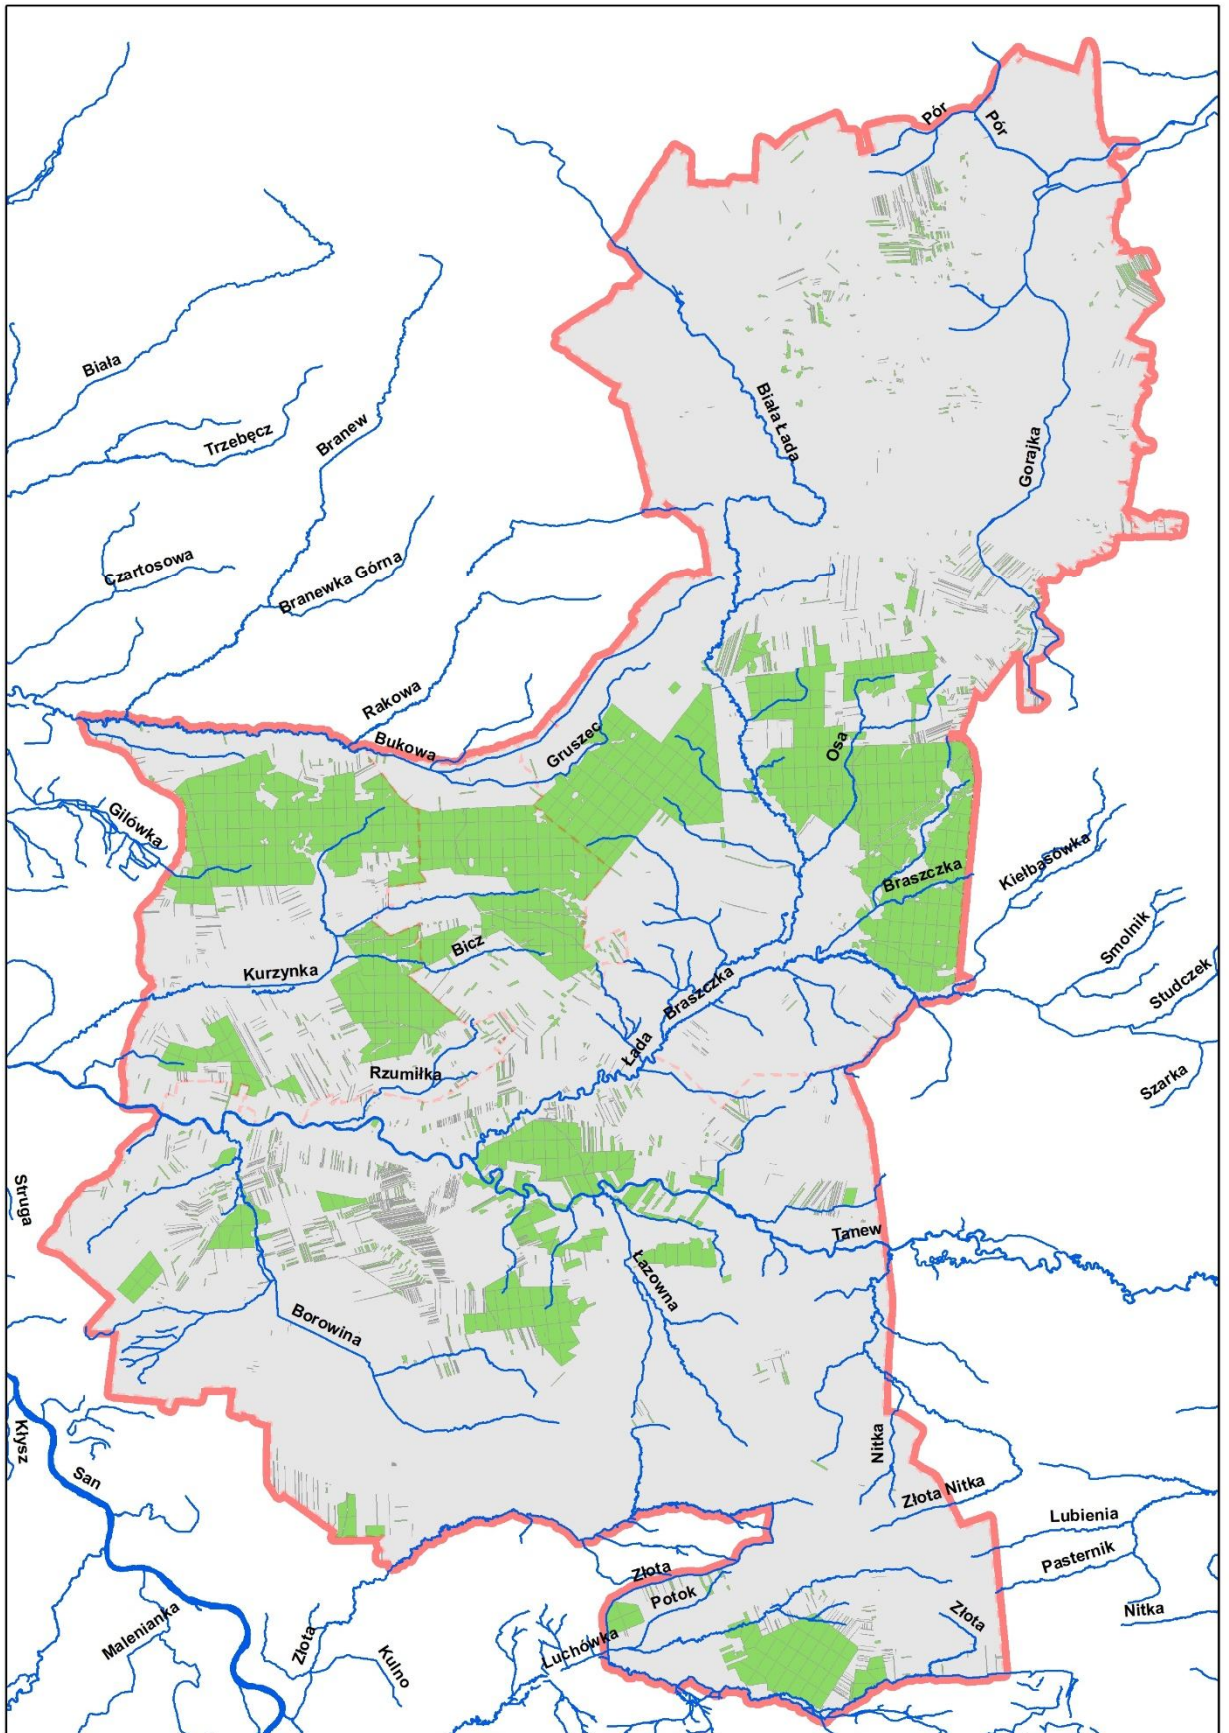 Pór
Pór
Biała
Trzebęcz
Branew
Biała Łada
Gorajka
Czartosowa
Branewka Górna
Rakowa
Bukowa
Gruszec
Osa
Gilówka
Kiełbasówka
Braszczka
Smolnik
Bicz
Kurzynka
Braszczka
Studczek
Łada
Rzumiłka
Szarka
Struga
Tanew
Łazowna
Borowina
Kłysz
San
Nitka
Złota Nitka
Lubienia
Pasternik
Złota
Potok
Nitka
Malenianka
Złota
Luchówka
Złota
Kulno